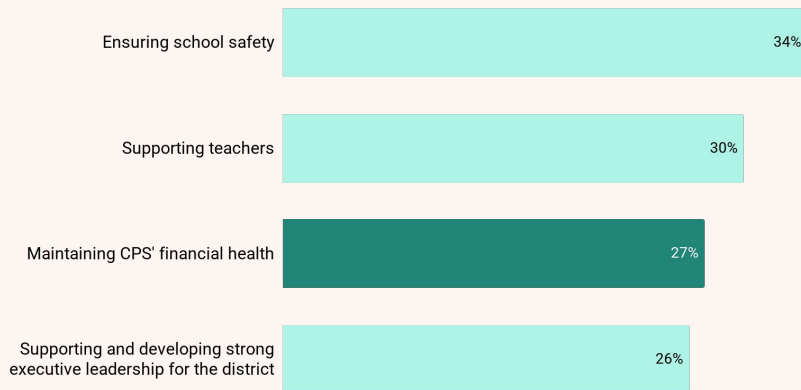 Ensuring school safety 34%
Supporting teachers 30%
Maintaining CPS' financial health 27%
Supporting and developing strong
executive leadership for the district 26%